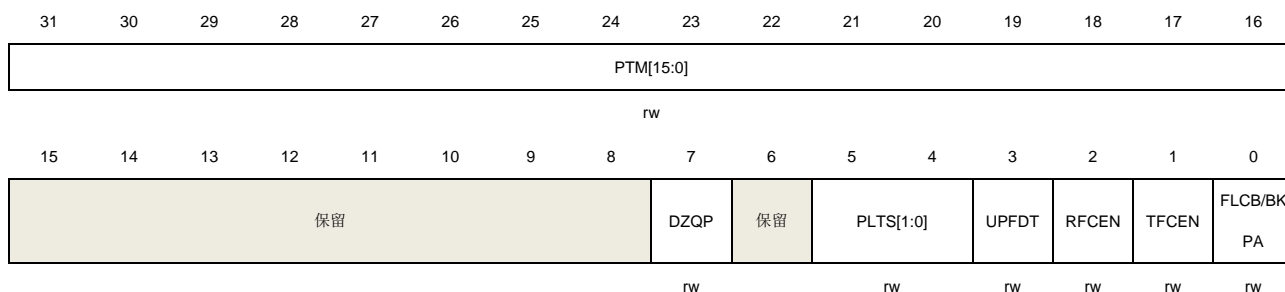 31 30 29 28 27 26 25 24 23 22 21 20 19 18 17 16
PTM[15:0]
rw
15 14 13 12 11 10 9 8 7 6 5 4 3 2 1 0
保留 DZQP 保留 PLTS[1:0] UPFDT RFCEN TFCEN FLCB/BK
PA
rw rw rw rw rw rw